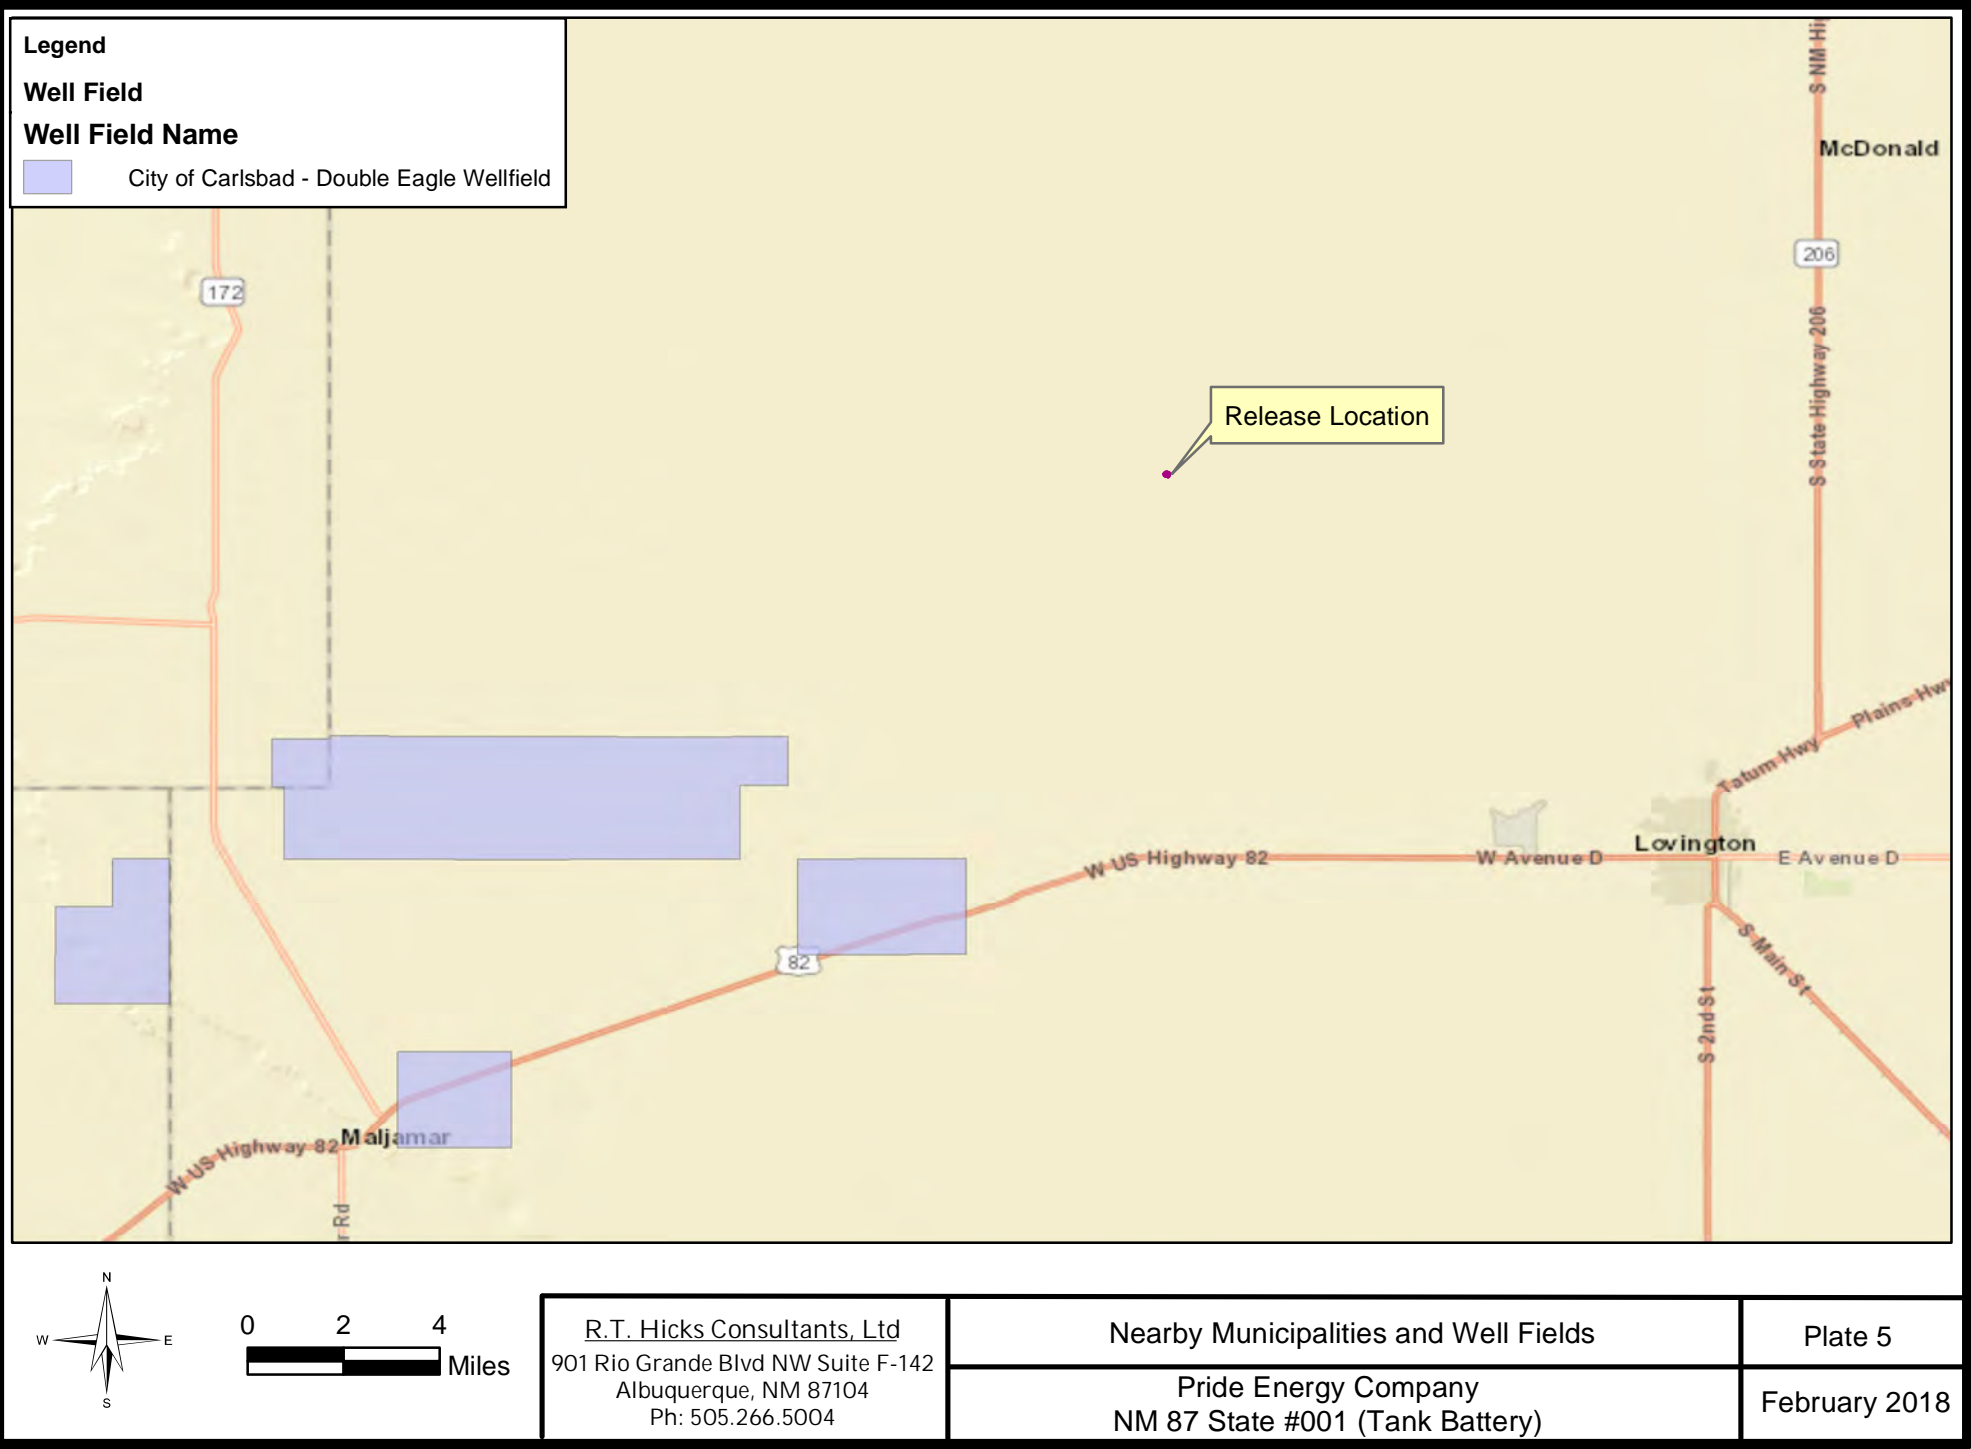 Legend
Well Field
Well Field Name
City of Carlsbad - Double Eagle Wellfield
S NM Hi
McDonald
206
172
S State Highway 206
Release Location
Plains Hwy
Tatum Hwy
Lovington
W US Highway 82
W Avenue D
E Avenue D
82
S Main St
S 2nd St
Maljamar
W US Highway 82
r Rd
N
W
E
S
0 2 4
Miles
R.T. Hicks Consultants, Ltd
901 Rio Grande Blvd NW Suite F-142
Albuquerque, NM 87104
Ph: 505.266.5004
Nearby Municipalities and Well Fields
Pride Energy Company
NM 87 State #001 (Tank Battery)
Plate 5
February 2018